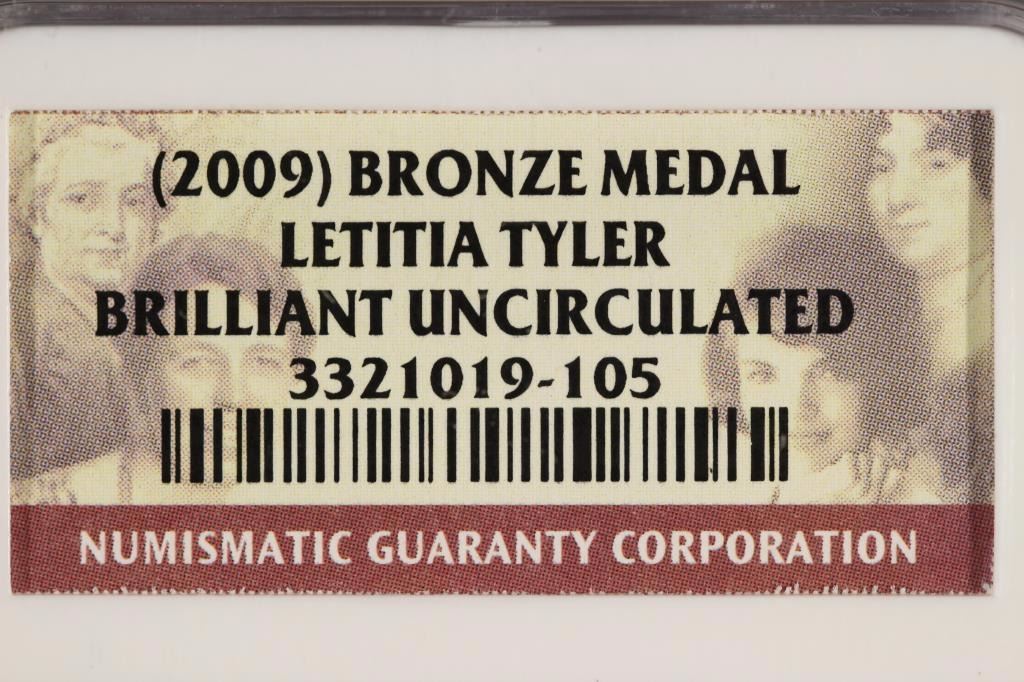 (2009) BRONZE MEDAL
LETITIA TYLER
BRILLIANT UNCIRCULATED
3321019-105
NUMISMATIC GUARANTY CORPORATION